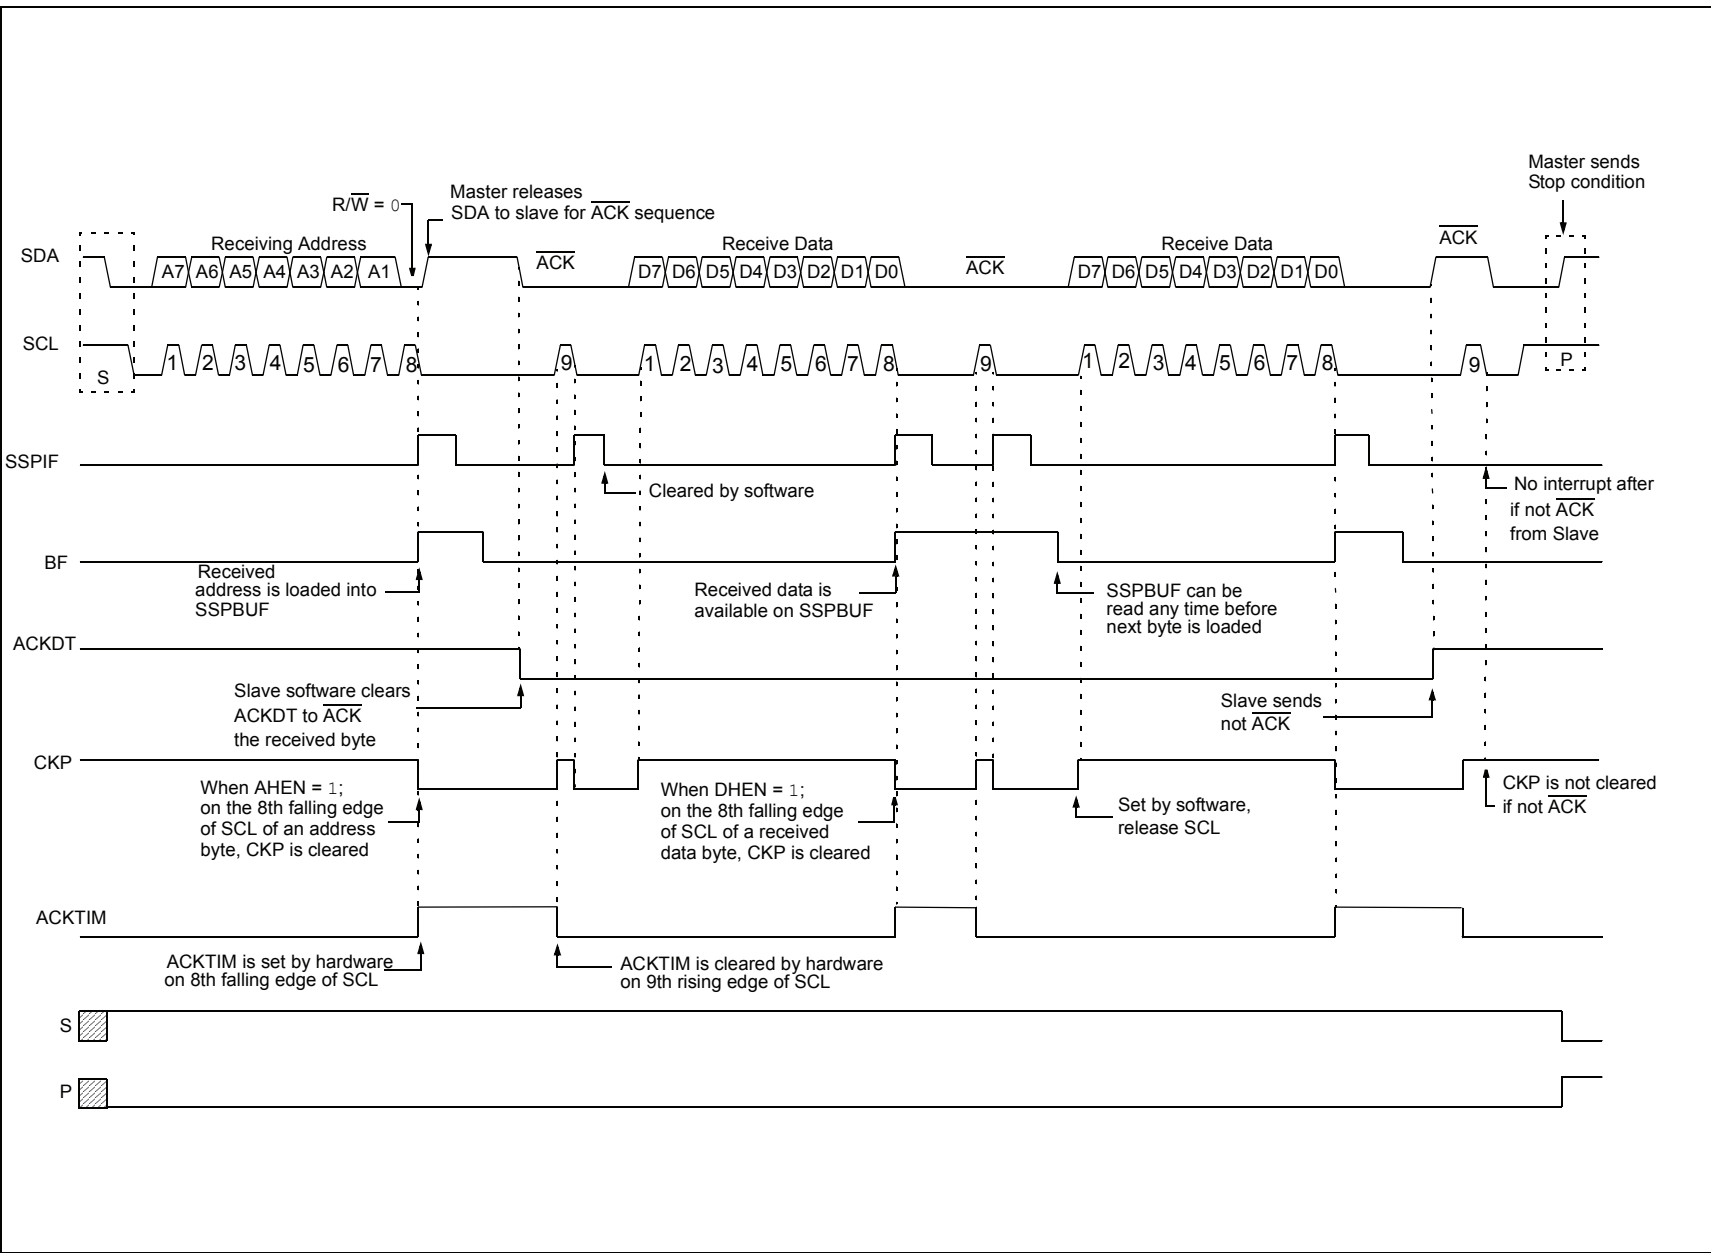 Master sends
Stop condition
R/W̅ = 0
Master releases
SDA to slave for A̅C̅K̅ sequence
SDA
Receiving Address
A̅C̅K̅
Receive Data
A̅C̅K̅
Receive Data
A̅C̅K̅
A7 A6 A5 A4 A3 A2 A1
D7 D6 D5 D4 D3 D2 D1 D0
D7 D6 D5 D4 D3 D2 D1 D0
SCL
S
1 2 3 4 5 6 7 8 9
1 2 3 4 5 6 7 8 9
1 2 3 4 5 6 7 8 9
P
SSPIF
Cleared by software
No interrupt after
if not A̅C̅K̅
from Slave
BF
Received
address is loaded into
SSPBUF
Received data is
available on SSPBUF
SSPBUF can be
read any time before
next byte is loaded
ACKDT
Slave software clears
ACKDT to A̅C̅K̅
the received byte
Slave sends
not A̅C̅K̅
CKP
When AHEN = 1;
on the 8th falling edge
of SCL of an address
byte, CKP is cleared
When DHEN = 1;
on the 8th falling edge
of SCL of a received
data byte, CKP is cleared
Set by software,
release SCL
CKP is not cleared
if not A̅C̅K̅
ACKTIM
ACKTIM is set by hardware
on 8th falling edge of SCL
ACKTIM is cleared by hardware
on 9th rising edge of SCL
S
P